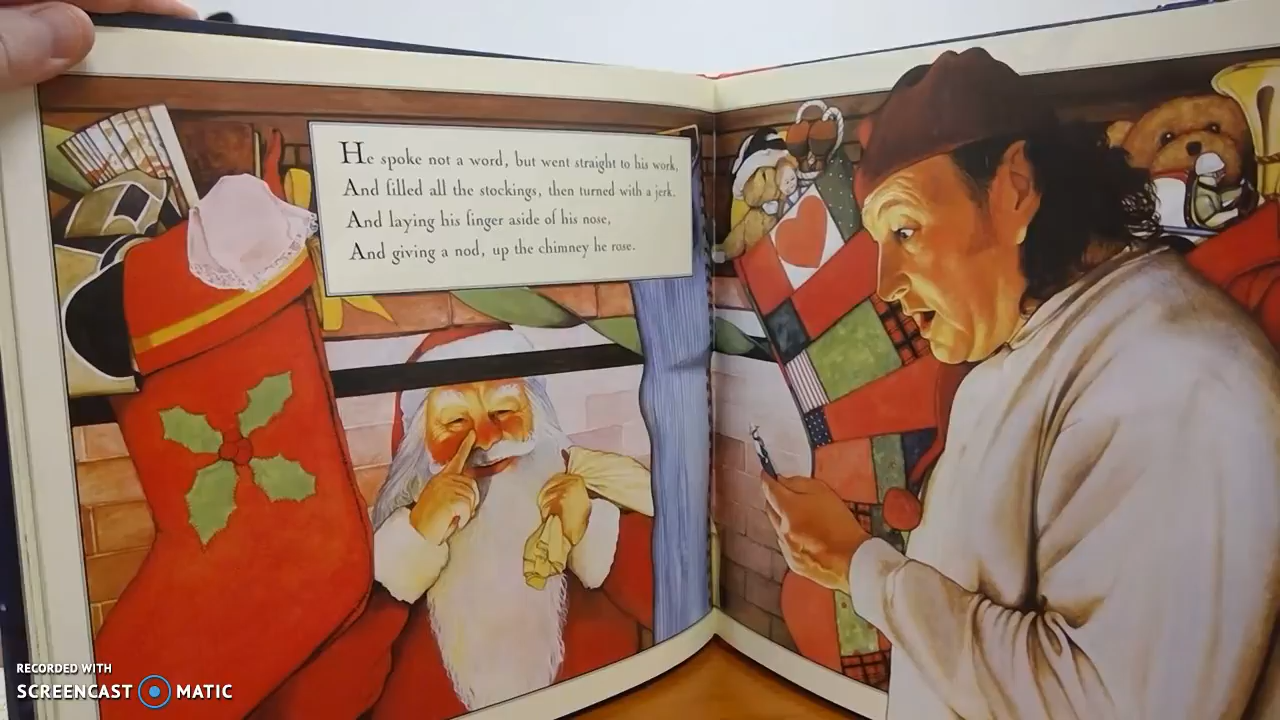 He spoke not a word, but went straight to his work,
And filled all the stockings, then turned with a jerk.
And laying his finger aside of his nose,
And giving a nod, up the chimney he rose.
RECORDED WITH
SCREENCAST MATIC